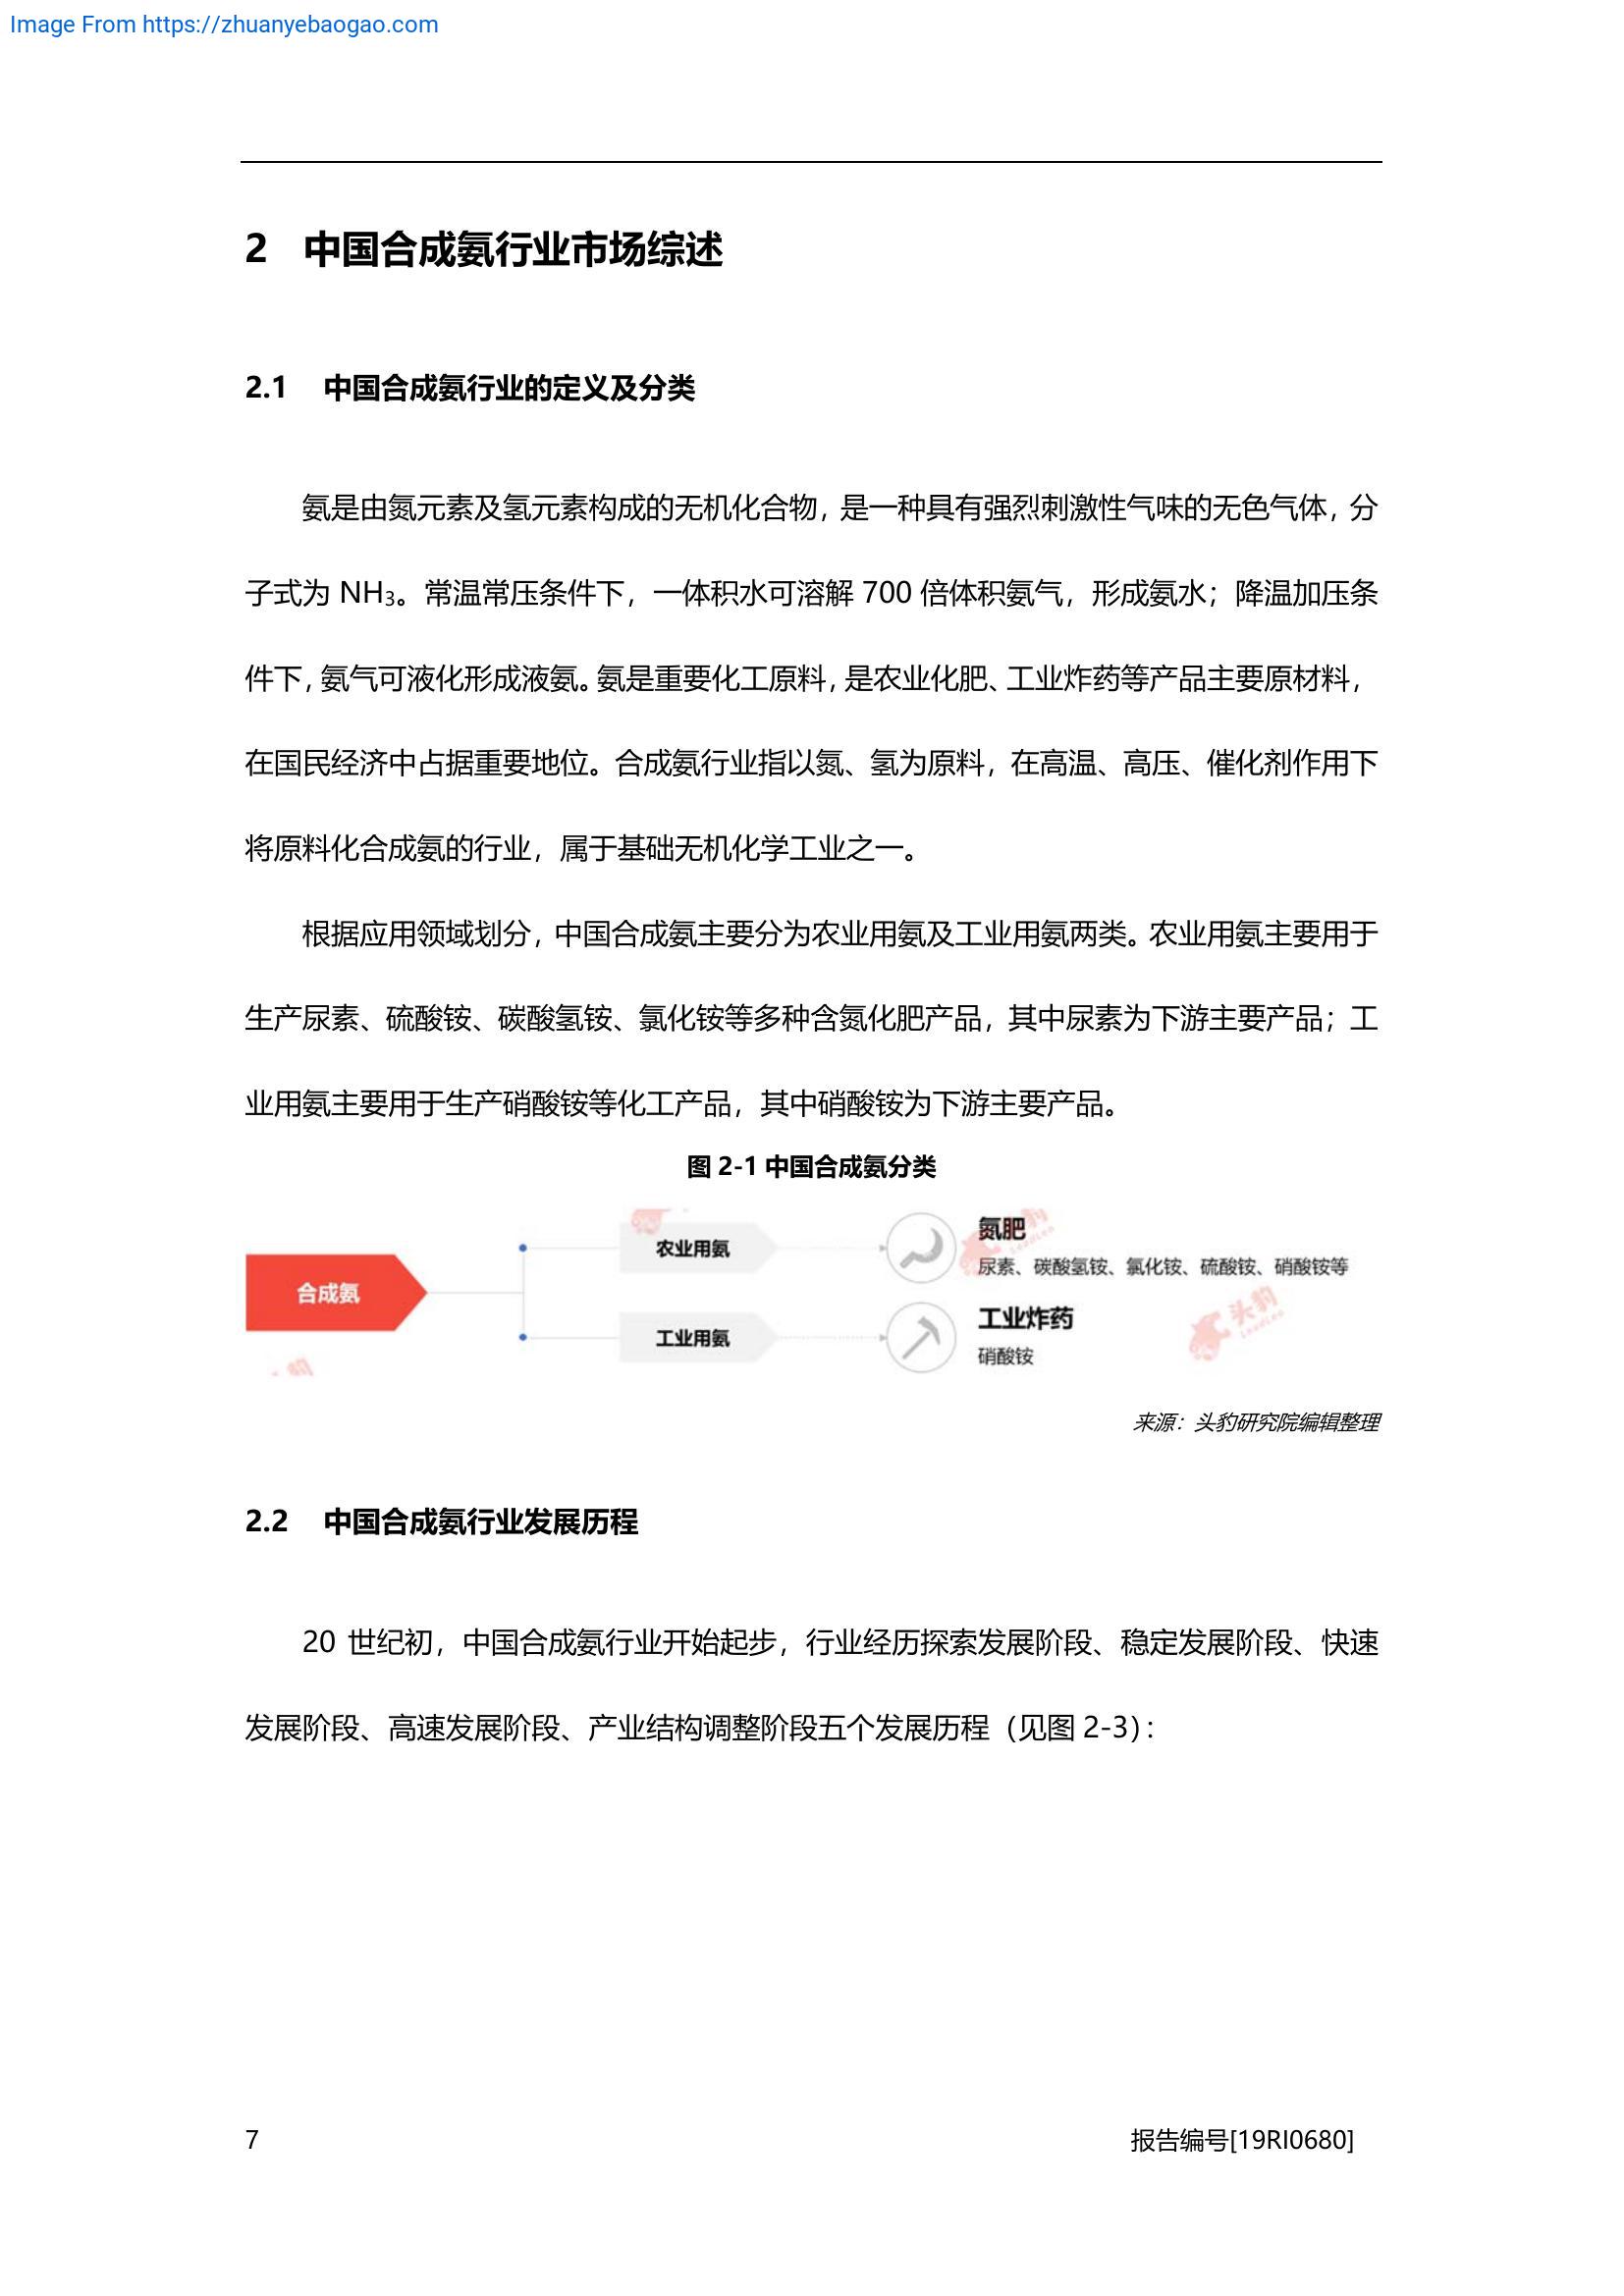 Image From https://zhuanyebaogao.com
2 中国合成氨行业市场综述
2.1 中国合成氨行业的定义及分类
氨是由氮元素及氢元素构成的无机化合物，是一种具有强烈刺激性气味的无色气体，分
子式为 NH₃。常温常压条件下，一体积水可溶解 700 倍体积氨气，形成氨水；降温加压条
件下，氨气可液化形成液氨。氨是重要化工原料，是农业化肥、工业炸药等产品主要原材料，
在国民经济中占据重要地位。合成氨行业指以氮、氢为原料，在高温、高压、催化剂作用下
将原料化合成氨的行业，属于基础无机化学工业之一。
根据应用领域划分，中国合成氨主要分为农业用氨及工业用氨两类。农业用氨主要用于
生产尿素、硫酸铵、碳酸氢铵、氯化铵等多种含氮化肥产品，其中尿素为下游主要产品；工
业用氨主要用于生产硝酸铵等化工产品，其中硝酸铵为下游主要产品。
图 2-1 中国合成氨分类
合成氨
农业用氨
氮肥
尿素、碳酸氢铵、氯化铵、硫酸铵、硝酸铵等
工业用氨
工业炸药
硝酸铵
头豹
LeadLeo
来源：头豹研究院编辑整理
2.2 中国合成氨行业发展历程
20 世纪初，中国合成氨行业开始起步，行业经历探索发展阶段、稳定发展阶段、快速
发展阶段、高速发展阶段、产业结构调整阶段五个发展历程（见图 2-3）：
7
报告编号[19RI0680]